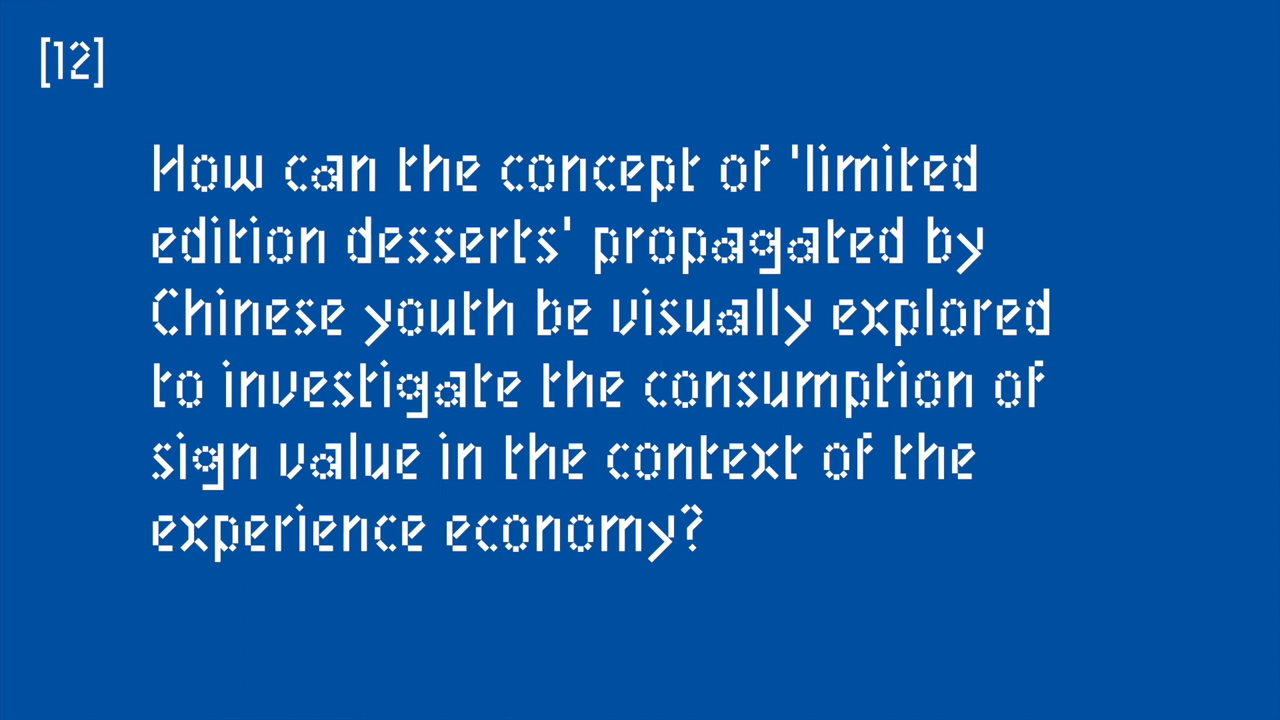 [12]
How can the concept of 'limited
edition desserts' propagated by
Chinese youth be visually explored
to investigate the consumption of
sign value in the context of the
experience economy?